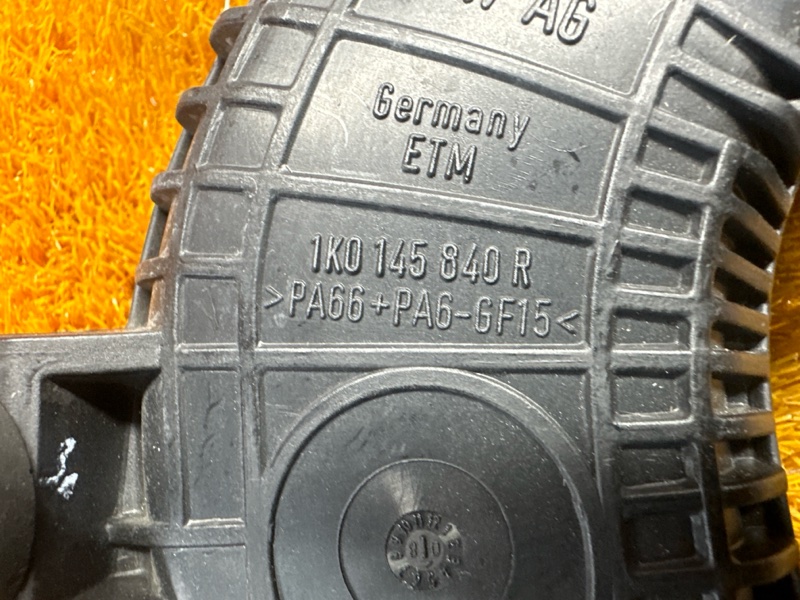 AG
Germany
ETM
1K0 145 840 R
>PA66+PA6-GF15<